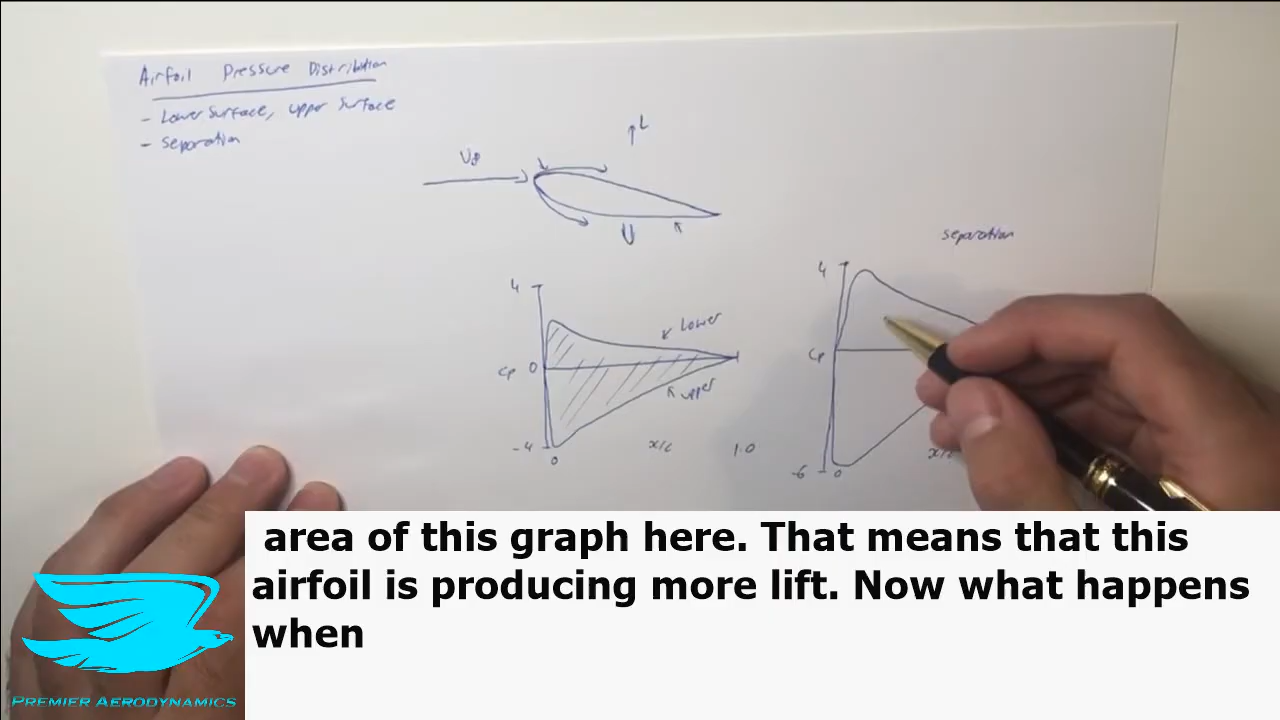 Airfoil Pressure Distribution
- Lower Surface, Upper Surface
- Separation
U∞
↑L
separation
4
Lower
Cp 0
upper
-4
0
x/c
1.0
4
Cp
-6
0
x/c
area of this graph here. That means that this
airfoil is producing more lift. Now what happens
when
PREMIER AERODYNAMICS